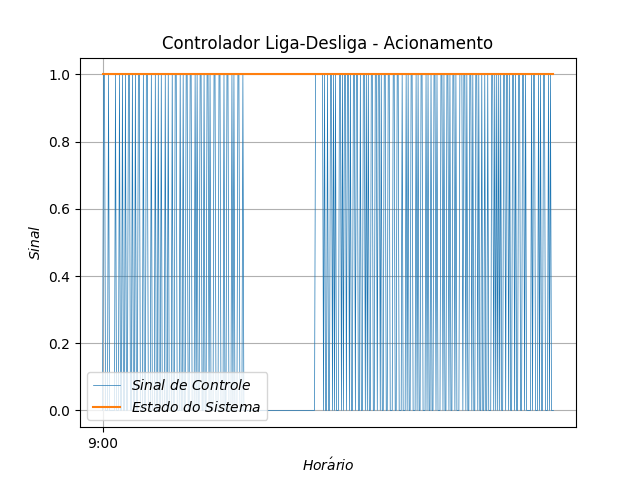 Controlador Liga-Desliga - Acionamento
1.0
0.8
0.6
0.4
0.2
0.0
Sinal
Sinal de Controle
Estado do Sistema
9:00
Horário